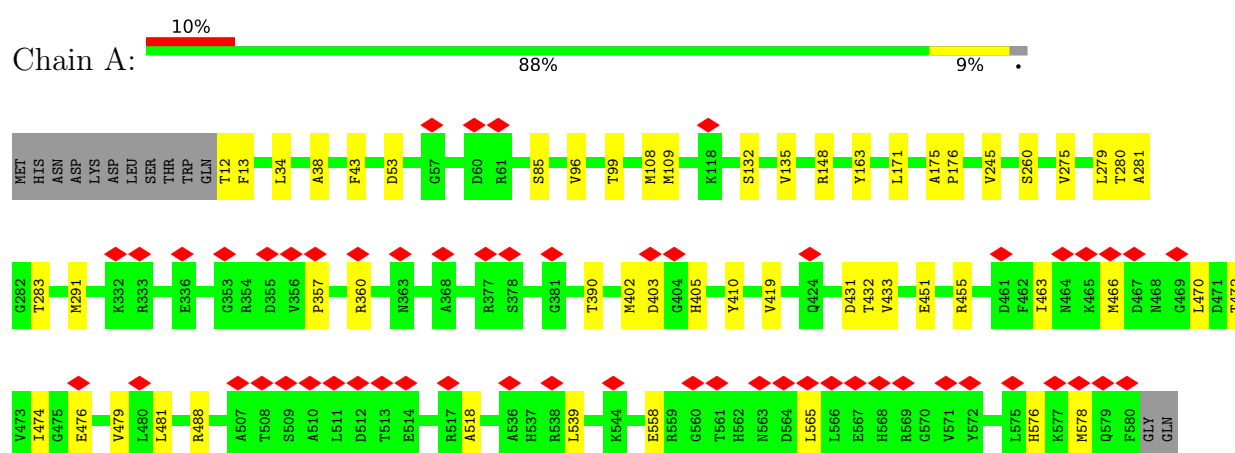 10%
Chain A:
88% 9% •
MET HIS ASN ASP LYS ASP LEU SER THR TRP GLN T12 F13 L34 A38 F43 D53 G57 D60 R61 S85 V96 T99 M108 M109 K118 S132 V135 R148 Y163 L171 A175 P176 V245 S260 V275 L279 T280 A281
G282 T283 M291 K332 R333 E336 G353 R354 D355 V356 P357 R360 N363 A368 R377 S378 G381 T390 M402 D403 G404 H405 Y410 V419 Q424 D431 T432 V433 E451 R455 D461 F462 I463 N464 K465 M466 D467 N468 G469 L470 D471 T472
V473 I474 G475 E476 V479 L480 L481 R488 A507 T508 S509 A510 L511 D512 T513 E514 R517 A518 A536 H537 R538 L539 K544 E558 R559 G560 T561 H562 N563 D564 L565 L566 E567 H568 R569 G570 V571 Y572 L575 H576 K577 M578 Q579 F580 GLY GLN